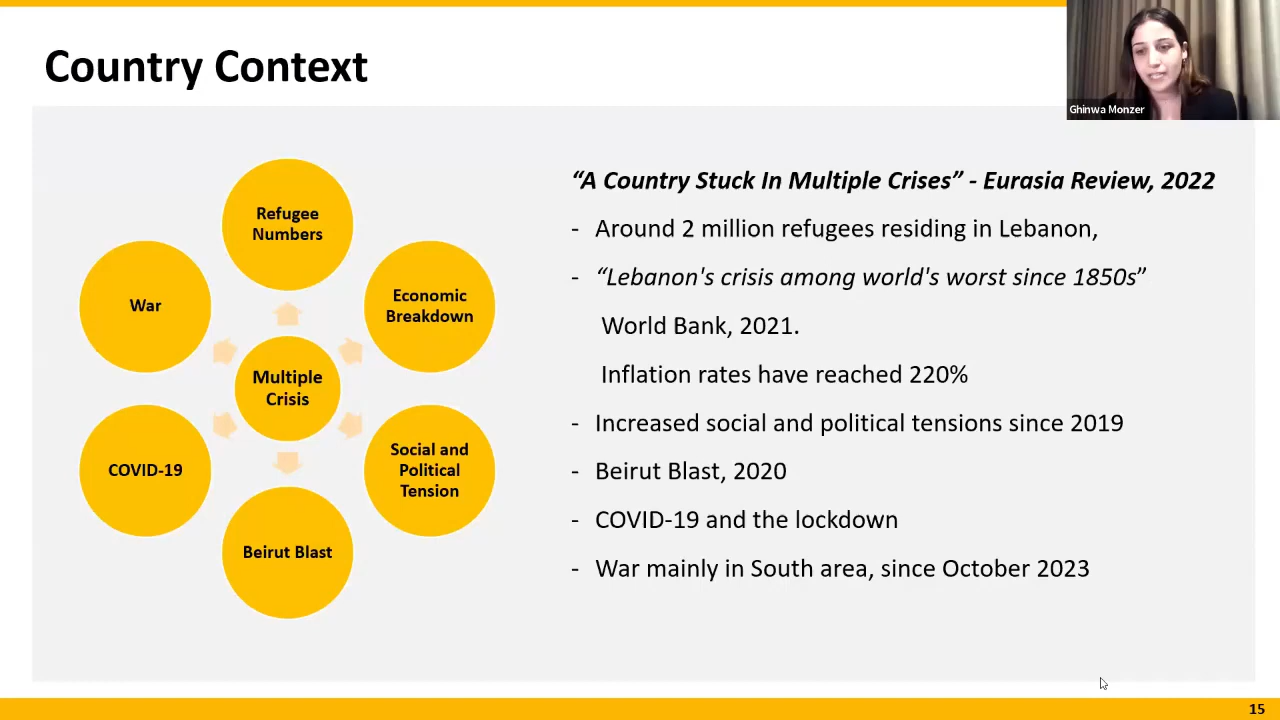 Country Context
Ghinwa Monzer
Refugee
Numbers
War
Economic
Breakdown
Multiple
Crisis
COVID-19
Social and
Political
Tension
Beirut Blast
“A Country Stuck In Multiple Crises” - Eurasia Review, 2022
- Around 2 million refugees residing in Lebanon,
- “Lebanon's crisis among world's worst since 1850s”
World Bank, 2021.
Inflation rates have reached 220%
- Increased social and political tensions since 2019
- Beirut Blast, 2020
- COVID-19 and the lockdown
- War mainly in South area, since October 2023
15